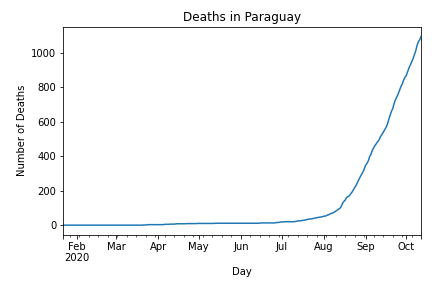 Deaths in Paraguay
Number of Deaths
1000
800
600
400
200
0
Feb Mar Apr May Jun Jul Aug Sep Oct
2020
Day